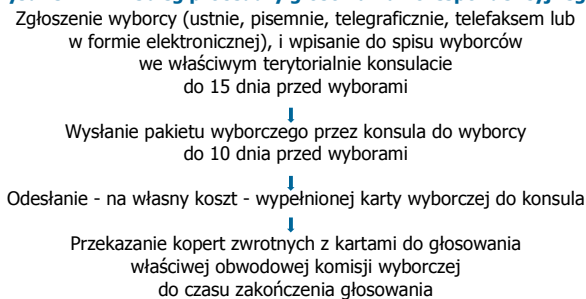 Zgłoszenie wyborcy (ustnie, pisemnie, telegraficznie, telefaksem lub
w formie elektronicznej), i wpisanie do spisu wyborców
we właściwym terytorialnie konsulacie
do 15 dnia przed wyborami
Wysłanie pakietu wyborczego przez konsula do wyborcy
do 10 dnia przed wyborami
Odesłanie - na własny koszt - wypełnionej karty wyborczej do konsula
Przekazanie kopert zwrotnych z kartami do głosowania
właściwej obwodowej komisji wyborczej
do czasu zakończenia głosowania